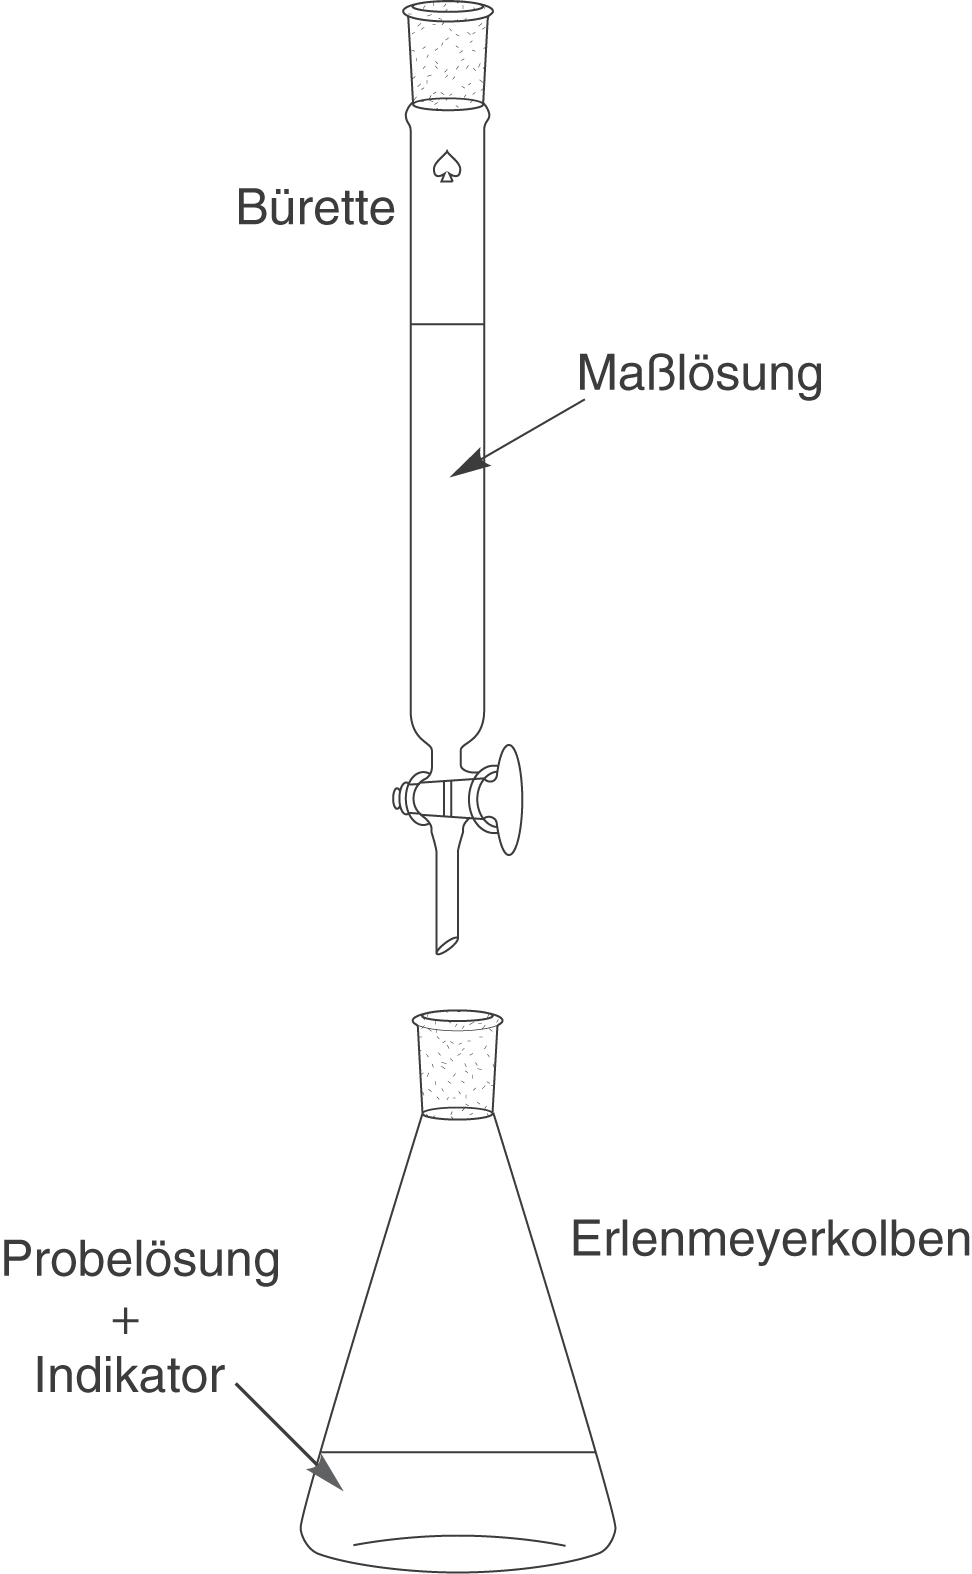 Bürette
Maßlösung
Erlenmeyerkolben
Probelösung
+
Indikator